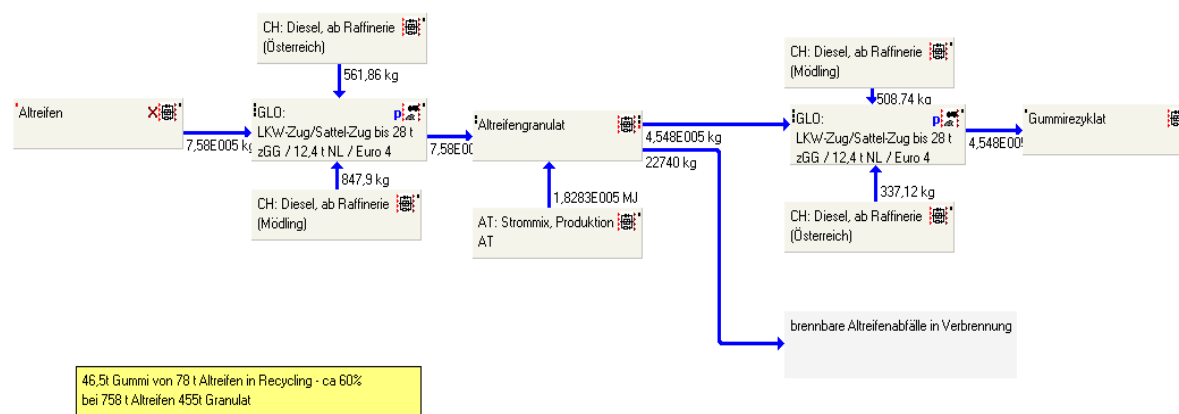 CH: Diesel, ab Raffinerie
(Österreich)
561,86 kg
CH: Diesel, ab Raffinerie
(Mödling)
508.74 kg
Altreifen
7,58E005 kg
GLO:
p
LKW-Zug/Sattel-Zug bis 28 t
zGG / 12,4 t NL / Euro 4
7,58E00
Altreifengranulat
4,548E005 kg
22740 kg
GLO:
p
LKW-Zug/Sattel-Zug bis 28 t
zGG / 12,4 t NL / Euro 4
4,548E005
Gummirezyklat
847,9 kg
CH: Diesel, ab Raffinerie
(Mödling)
1,8283E005 MJ
AT: Strommix, Produktion
AT
337,12 kg
CH: Diesel, ab Raffinerie
(Österreich)
brennbare Altreifenabfälle in Verbrennung
46,5t Gummi von 78 t Altreifen in Recycling - ca 60%
bei 758 t Altreifen 455t Granulat